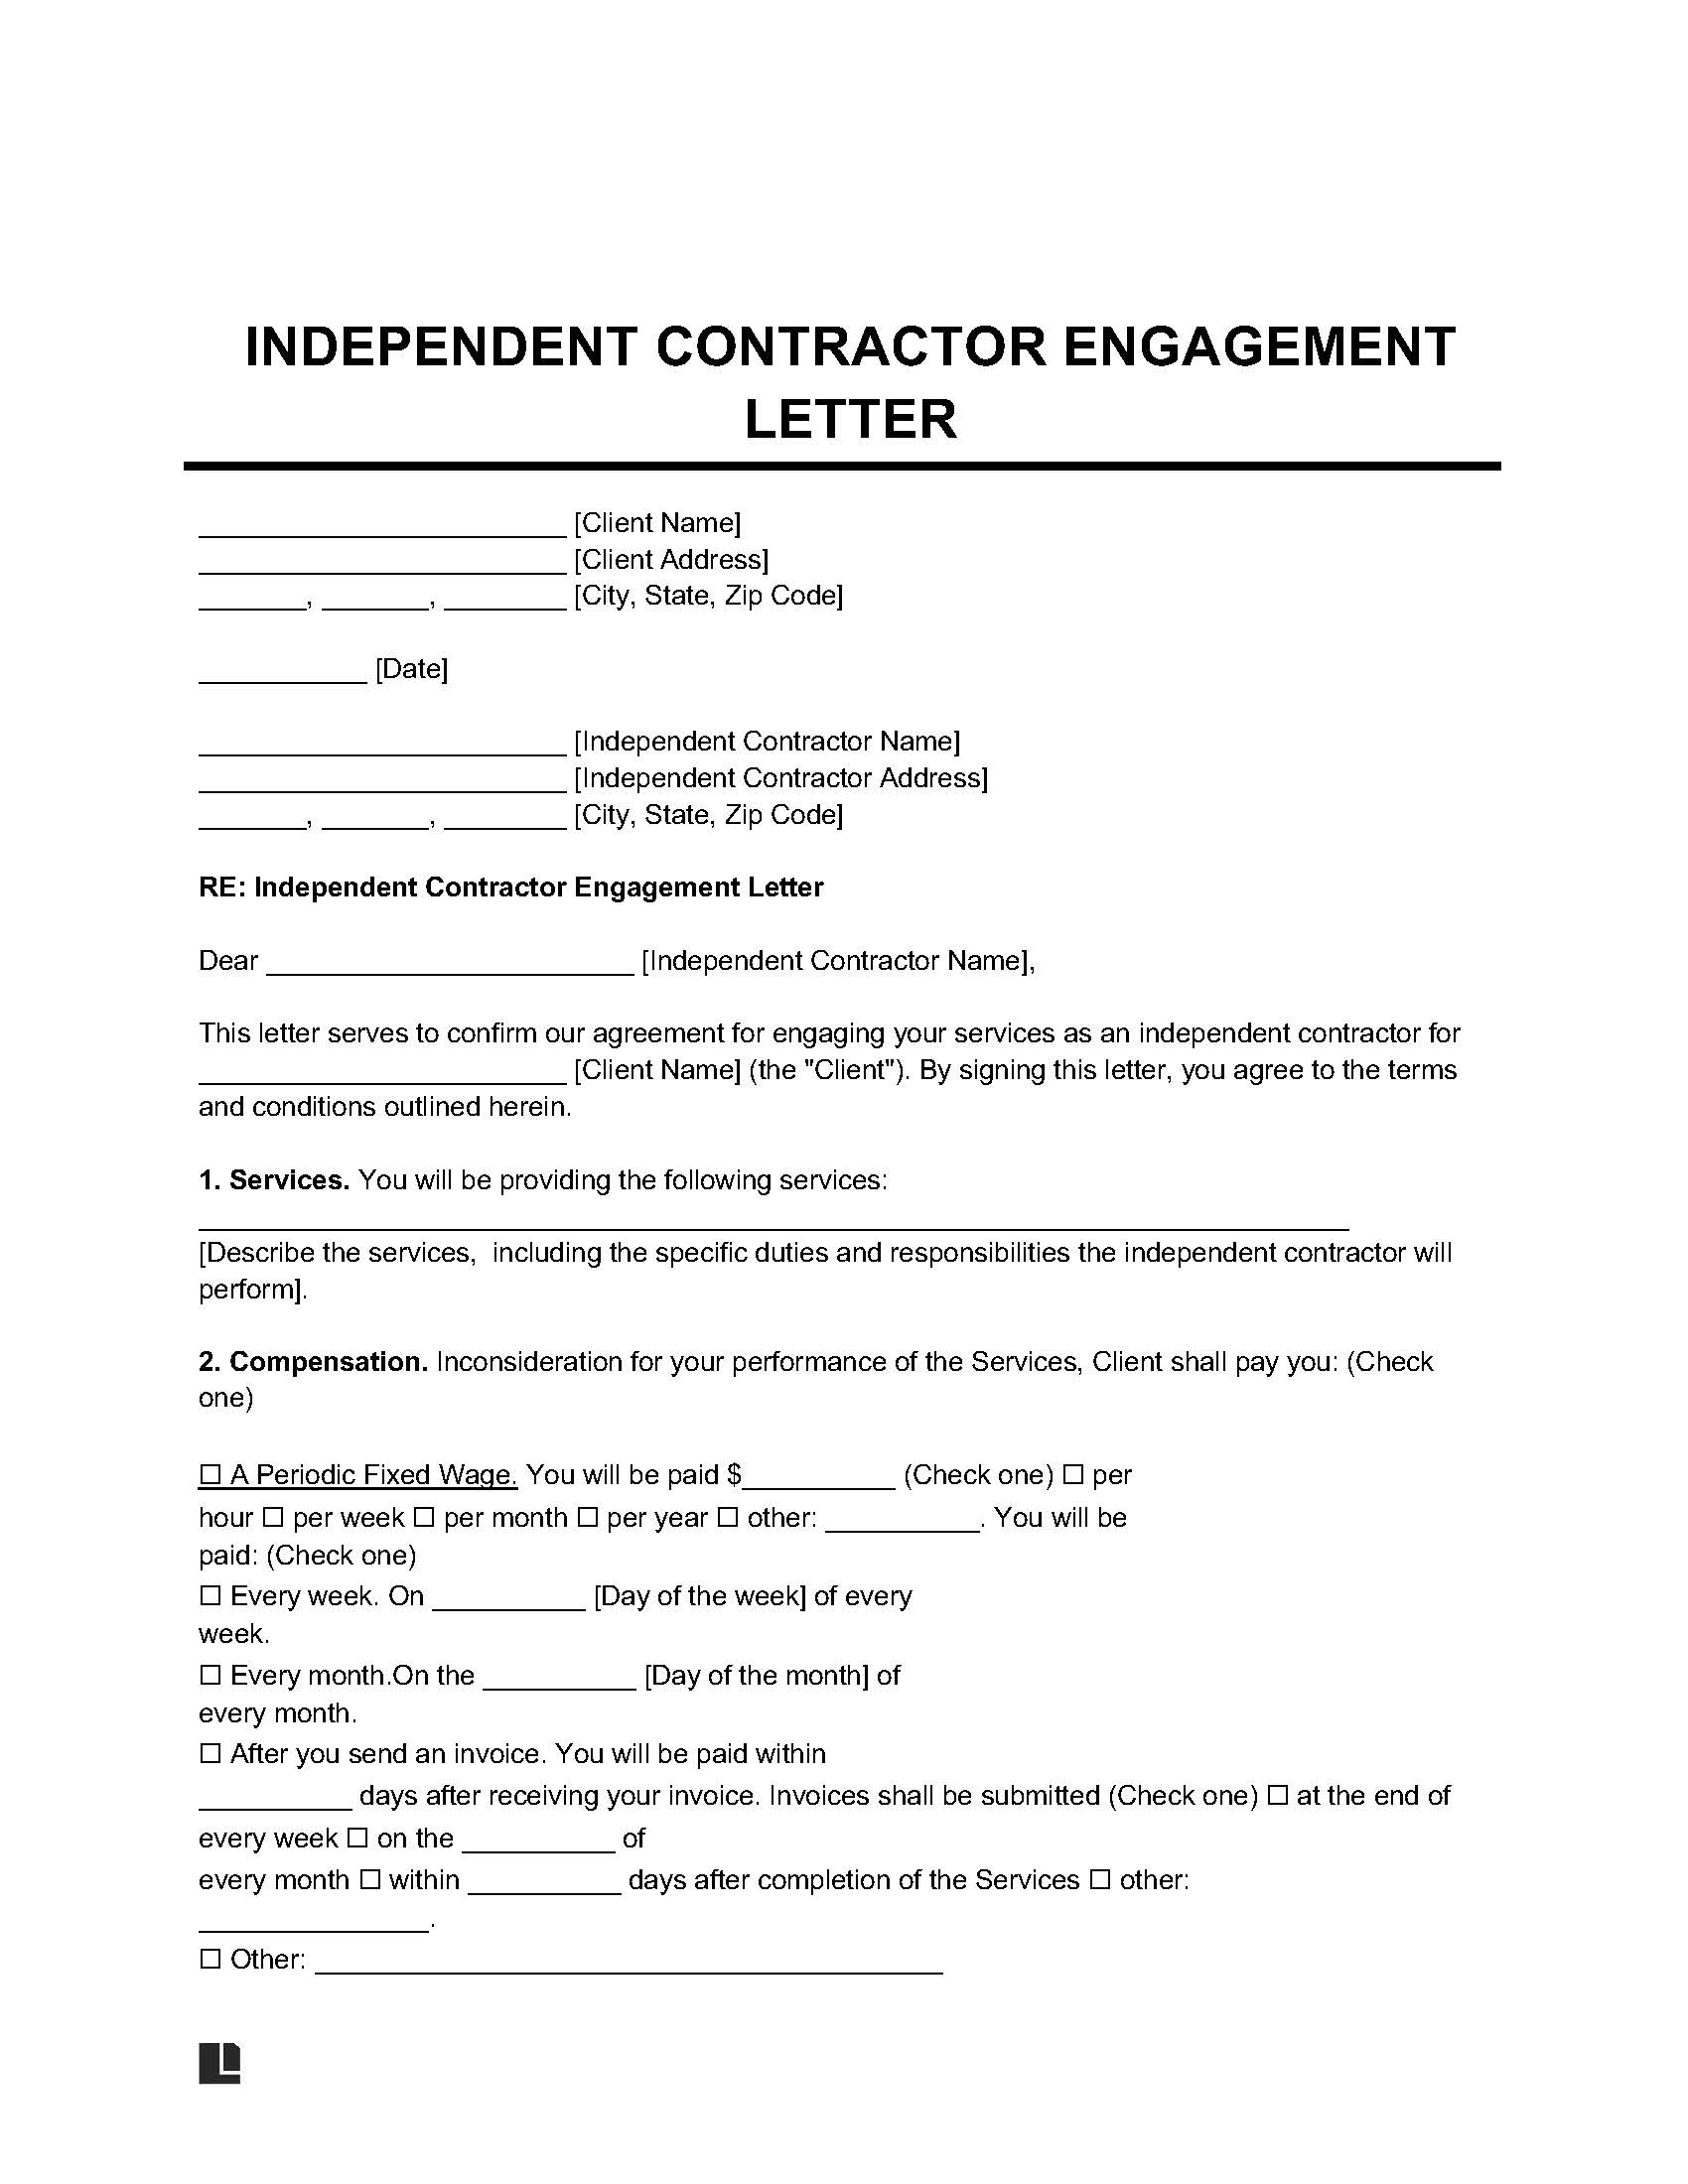 INDEPENDENT CONTRACTOR ENGAGEMENT
LETTER
________________________ [Client Name]
________________________ [Client Address]
_______, _______, ________ [City, State, Zip Code]
___________ [Date]
________________________ [Independent Contractor Name]
________________________ [Independent Contractor Address]
_______, _______, ________ [City, State, Zip Code]
RE: Independent Contractor Engagement Letter
Dear ________________________ [Independent Contractor Name],
This letter serves to confirm our agreement for engaging your services as an independent contractor for
________________________ [Client Name] (the "Client"). By signing this letter, you agree to the terms
and conditions outlined herein.
1. Services. You will be providing the following services:
___________________________________________________________________________
[Describe the services,  including the specific duties and responsibilities the independent contractor will
perform].
2. Compensation. Inconsideration for your performance of the Services, Client shall pay you: (Check
one)
☐ A Periodic Fixed Wage. You will be paid $__________ (Check one) ☐ per
hour ☐ per week ☐ per month ☐ per year ☐ other: __________. You will be
paid: (Check one)
☐ Every week. On __________ [Day of the week] of every
week.
☐ Every month.On the __________ [Day of the month] of
every month.
☐ After you send an invoice. You will be paid within
__________ days after receiving your invoice. Invoices shall be submitted (Check one) ☐ at the end of
every week ☐ on the __________ of
every month ☐ within __________ days after completion of the Services ☐ other:
_______________.
☐ Other: _________________________________________